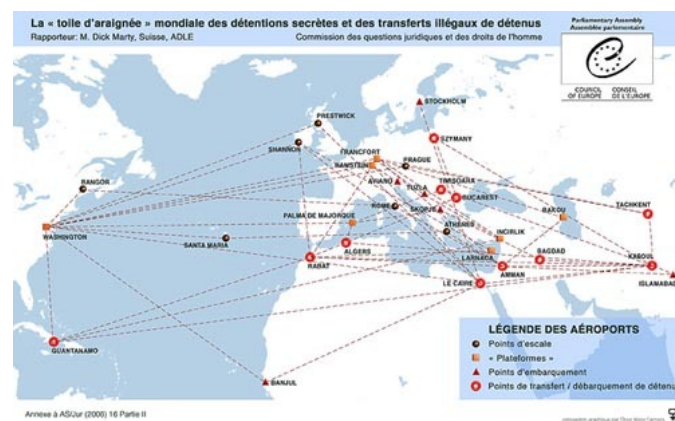 La « toile d'araignée » mondiale des détentions secrètes et des transferts illégaux de détenus
Rapporteur: M. Dick Marty, Suisse, ADLE
Commission des questions juridiques et des droits de l'homme
Parliamentary Assembly
Assemblée parlementaire
COUNCIL CONSEIL
OF EUROPE DE L'EUROPE
STOCKHOLM
PRESTWICK
SZYMANY
SHANNON
FRANCFORT
RAMSTEIN
PRAGUE
BANGOR
AVIANO
TIMISOARA
TUZLA
BUCAREST
ROME
SKOPJE
BAKOU
TACHKENT
PALMA DE MAJORQUE
WASHINGTON
SANTA MARIA
ATHENES
INCIRLIK
ALGERS
BAGDAD
KABOUL
RABAT
LARNACA
AMMAN
ISLAMABAD
LE CAIRE
GUANTANAMO
BANJUL
LÉGENDE DES AÉROPORTS
Points d'escale
« Plateformes »
Points d'embarquement
Points de transfert / débarquement de détenu
Annexe à AS/Jur (2006) 16 Partie II